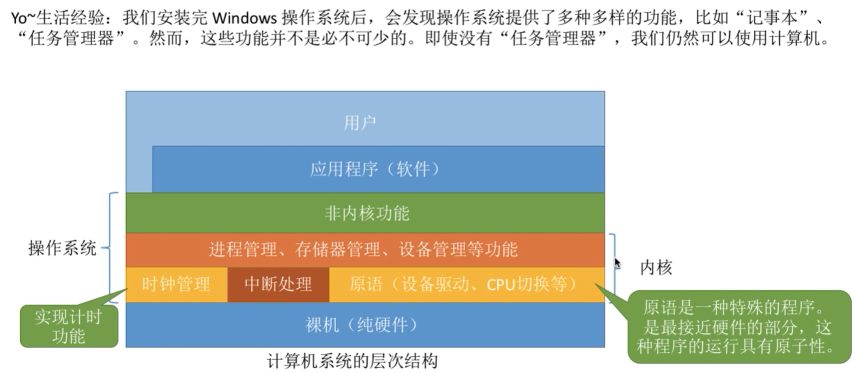 Yo~生活经验：我们安装完 Windows 操作系统后，会发现操作系统提供了多种多样的功能，比如“记事本”、
“任务管理器”。然而，这些功能并不是必不可少的。即使没有“任务管理器”，我们仍然可以使用计算机。
用户
应用程序（软件）
非内核功能
操作系统
进程管理、存储器管理、设备管理等功能
内核
时钟管理
中断处理
原语（设备驱动、CPU切换等）
实现计时
功能
裸机（纯硬件）
原语是一种特殊的程序。
是最接近硬件的部分，这
种程序的运行具有原子性。
计算机系统的层次结构